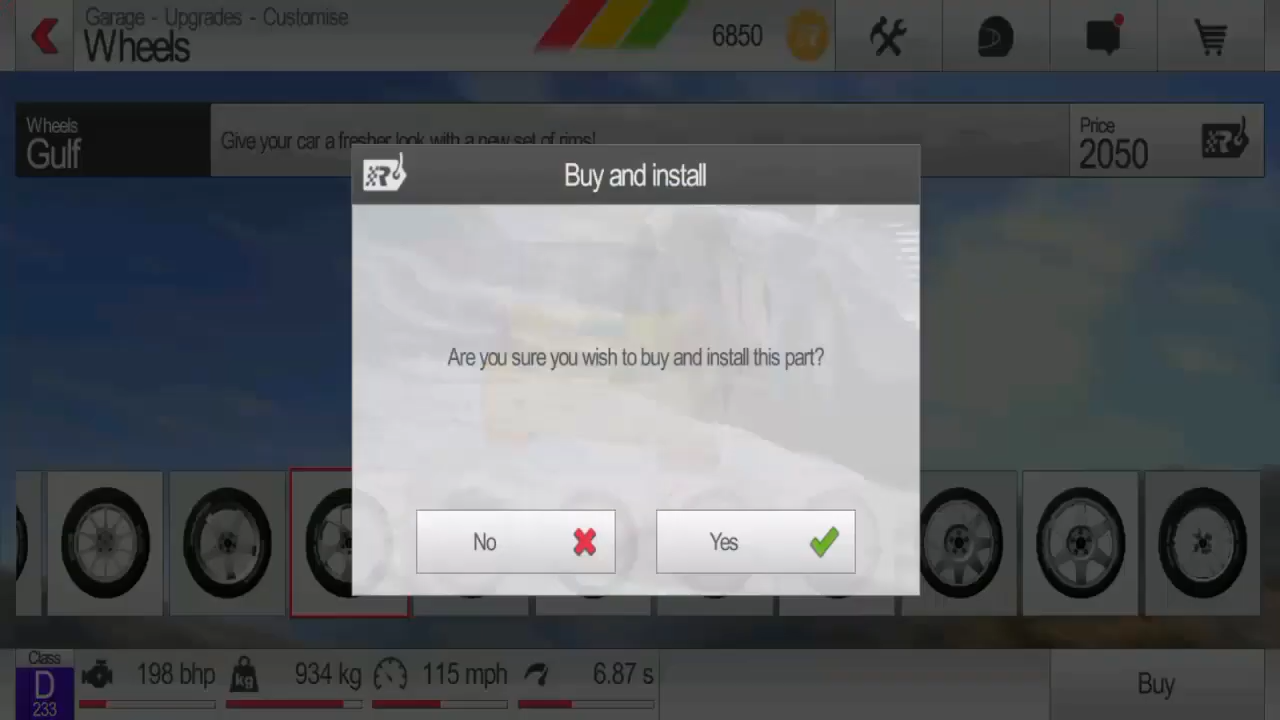 Garage - Upgrades - Customise
Wheels
6850
Wheels
Gulf
Give your car a fresher look with a new set of rims!
Price
2050
Buy and install
Are you sure you wish to buy and install this part?
No
Yes
Class
D
233
198 bhp
kg
934 kg
115 mph
6.87 s
Buy